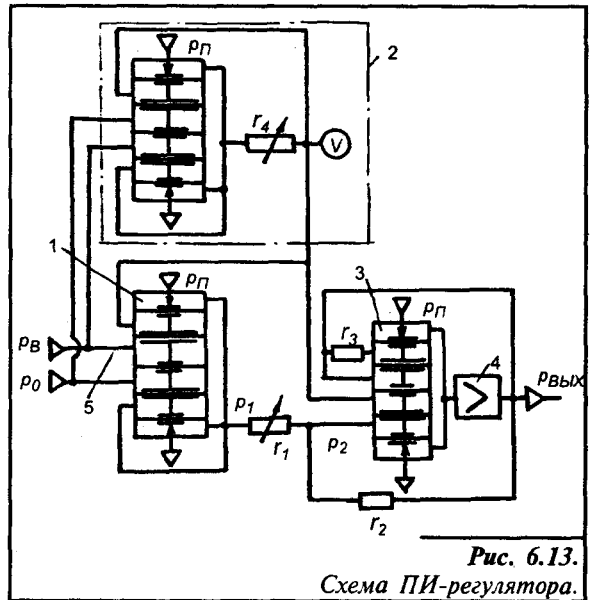 pП
2
r4
V
1
pП
3
pП
r3
4
pВ
pО
5
pВЫХ
p1
r1
p2
r2
Рис. 6.13.
Схема ПИ-регулятора.